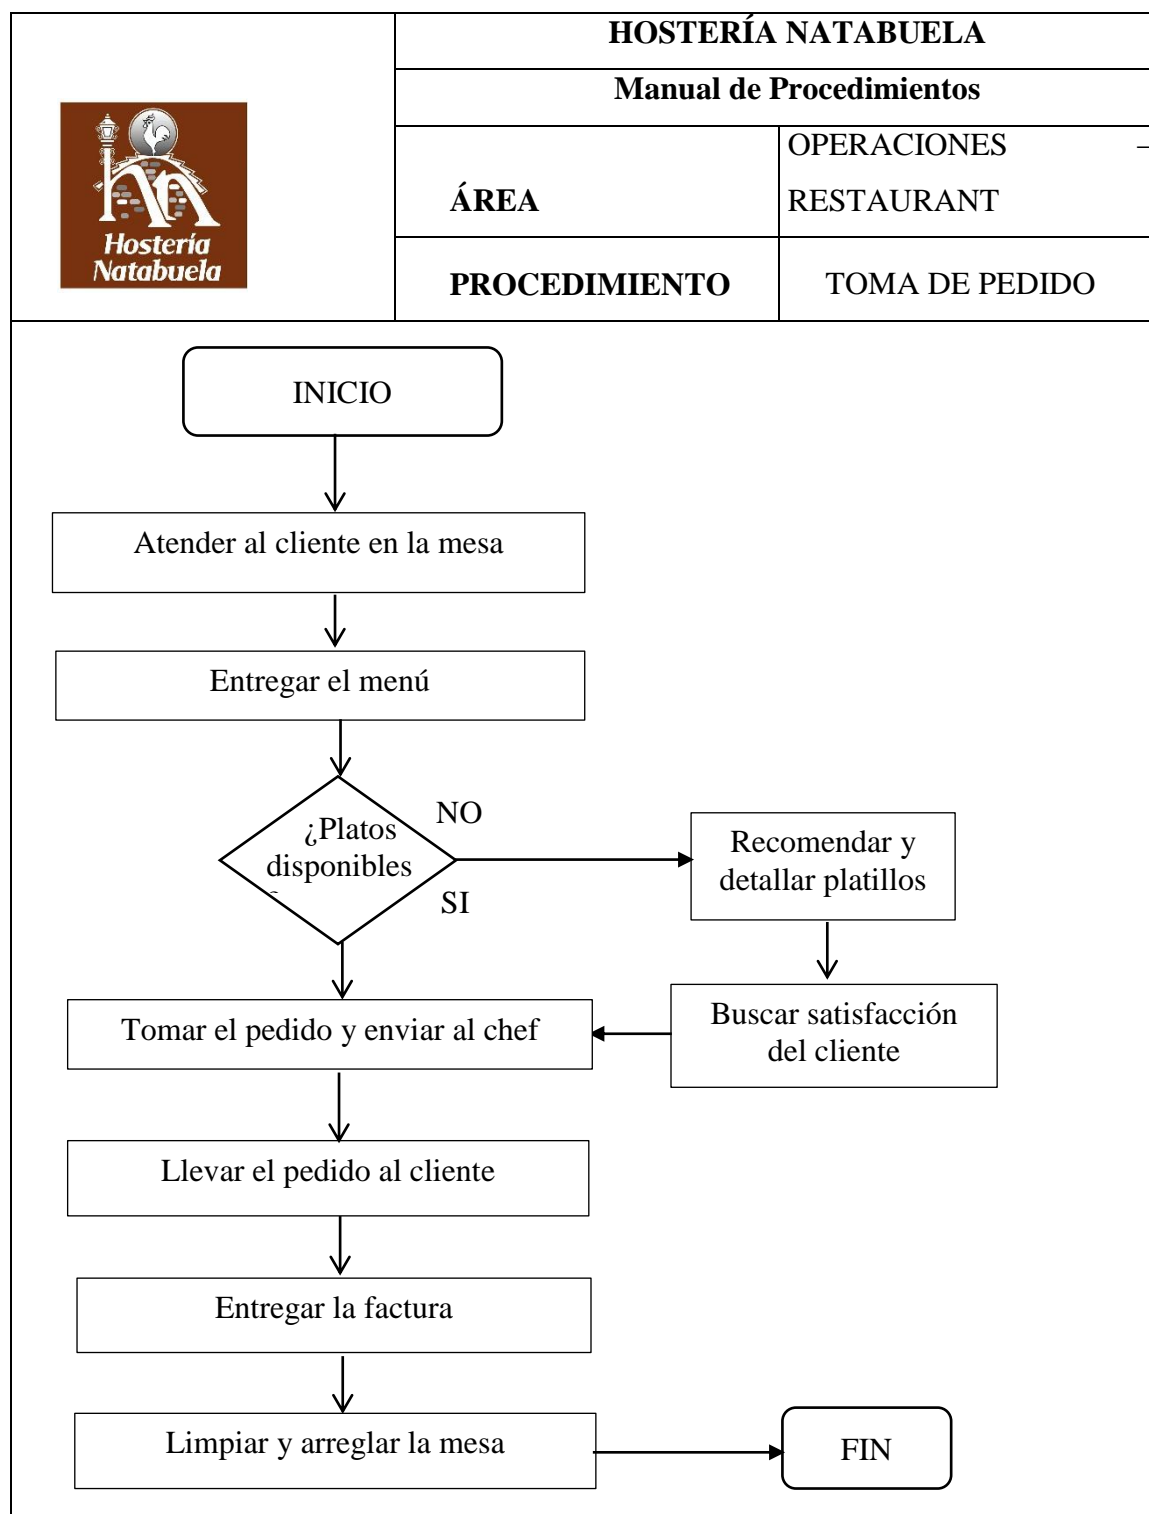 HOSTERÍA NATABUELA
Manual de Procedimientos
ÁREA
OPERACIONES –
RESTAURANT
PROCEDIMIENTO
TOMA DE PEDIDO
Hostería
Natabuela
INICIO
Atender al cliente en la mesa
Entregar el menú
¿Platos
disponibles
NO
SI
Recomendar y
detallar platillos
Buscar satisfacción
del cliente
Tomar el pedido y enviar al chef
Llevar el pedido al cliente
Entregar la factura
Limpiar y arreglar la mesa
FIN